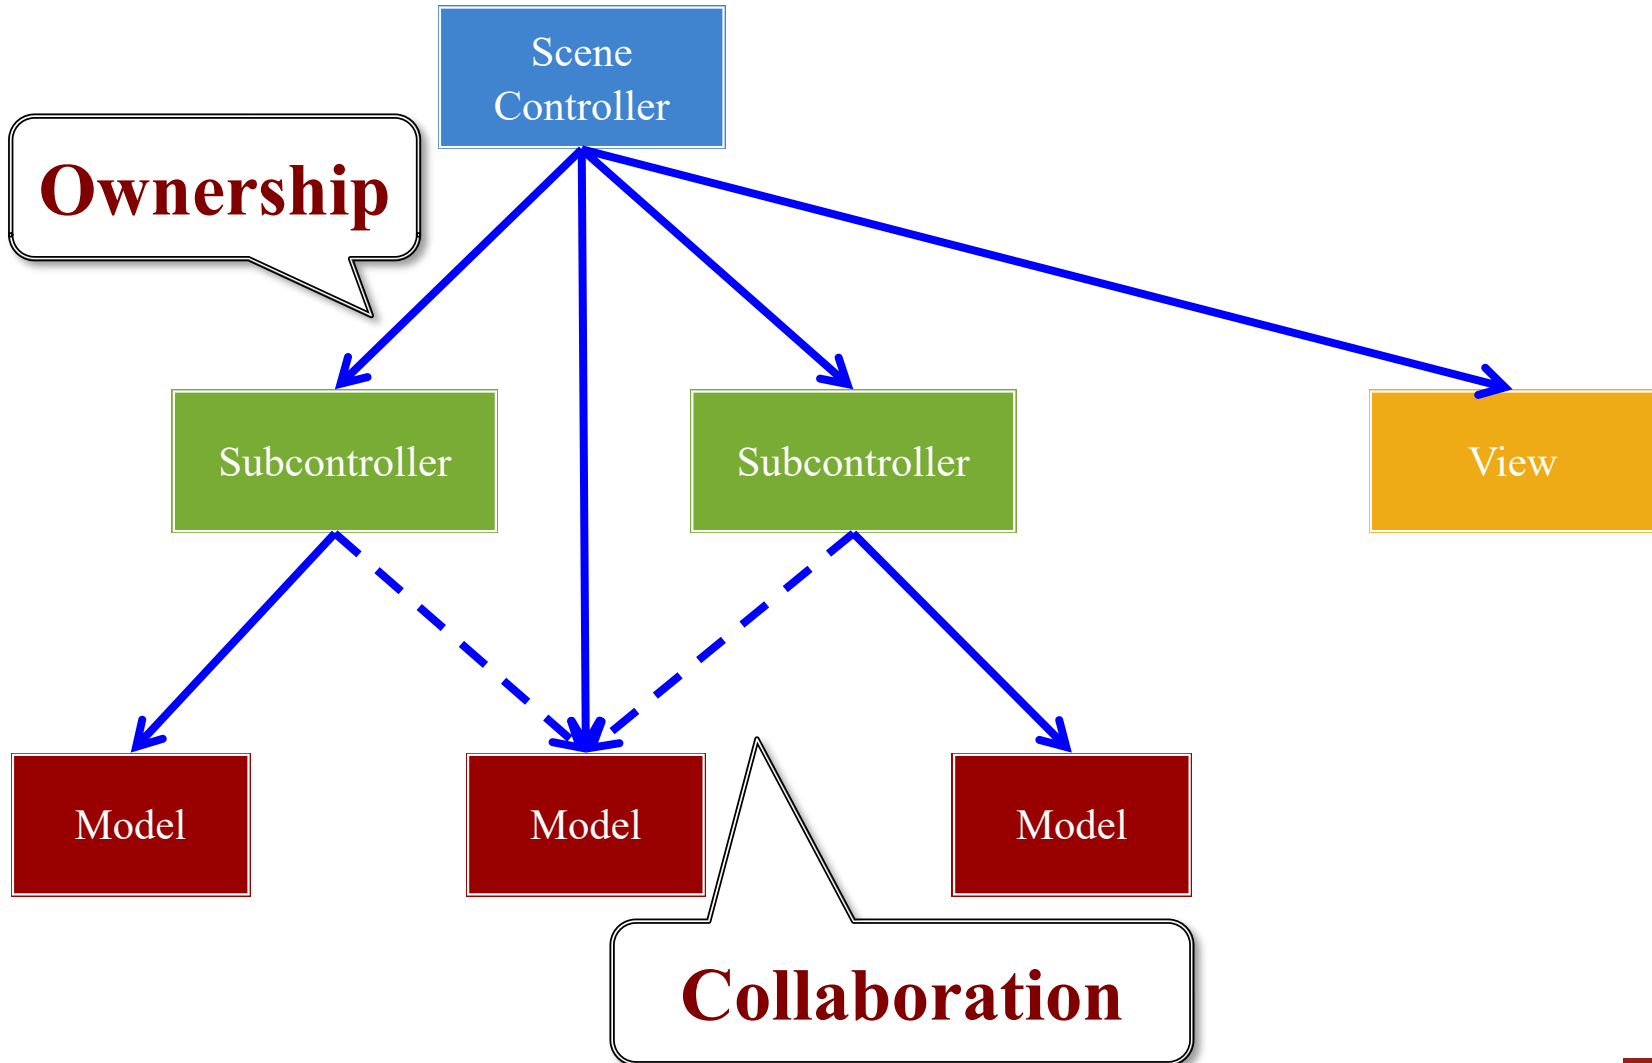 Scene
Controller
Ownership
Subcontroller
Subcontroller
View
Model
Model
Model
Collaboration